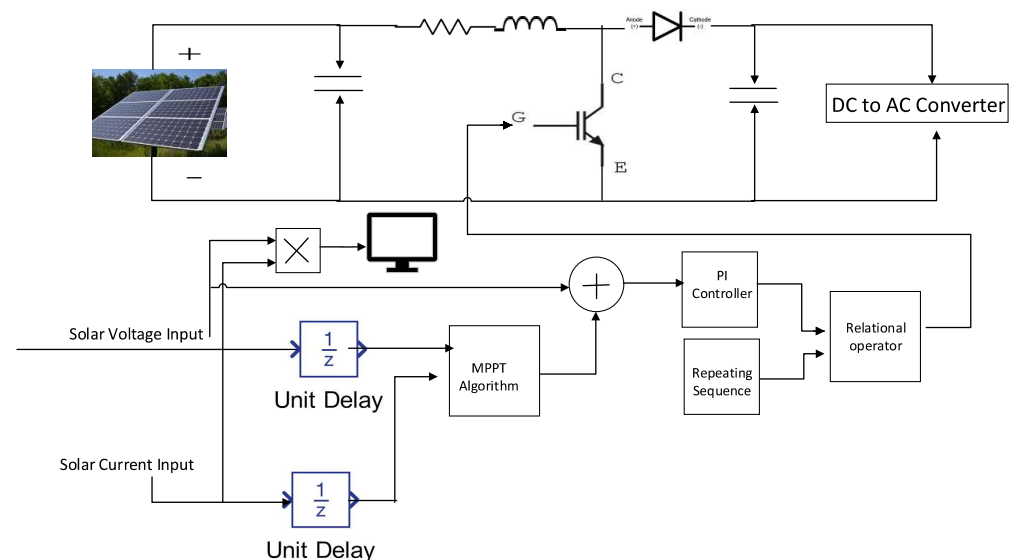 +
Anode
(+)
Cathode
(-)
C
DC to AC Converter
G
E
−
×
+
PI
Controller
Solar Voltage Input
1
z
Unit Delay
MPPT
Algorithm
Relational
operator
Repeating
Sequence
Solar Current Input
1
z
Unit Delay